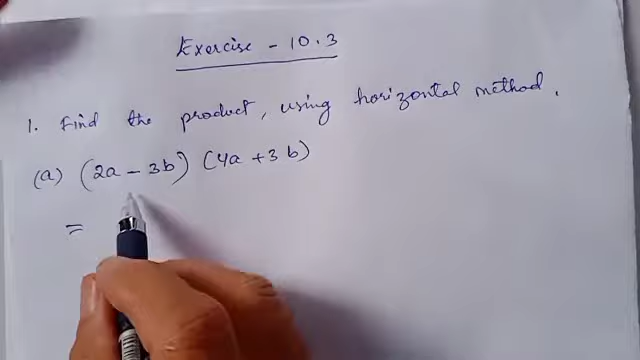 Exercise - 10.3
1. Find the product, using horizontal method.
(a) (2a - 3b) (4a + 3b)
=